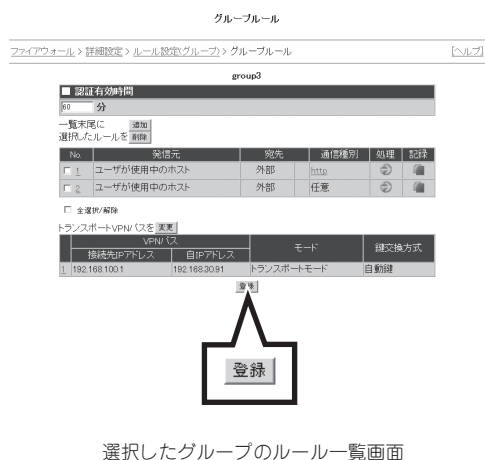 グループルール
ファイアウォール > 詳細設定 > ルール設定(グループ) > グループルール [ヘルプ]
group3
■ 認証有効時間
60 分
一覧末尾に 追加
選択したルールを 削除
No. 発信元 宛先 通信種別 処理 記録
1 ユーザが使用中のホスト 外部 http
2 ユーザが使用中のホスト 外部 任意
全選択/解除
トランスポートVPNパスを 変更
VPNパス モード 鍵交換方式
接続先IPアドレス 自IPアドレス
1 192.168.100.1 192.168.30.91 トランスポートモード 自動鍵
登録
登録
選択したグループのルール一覧画面